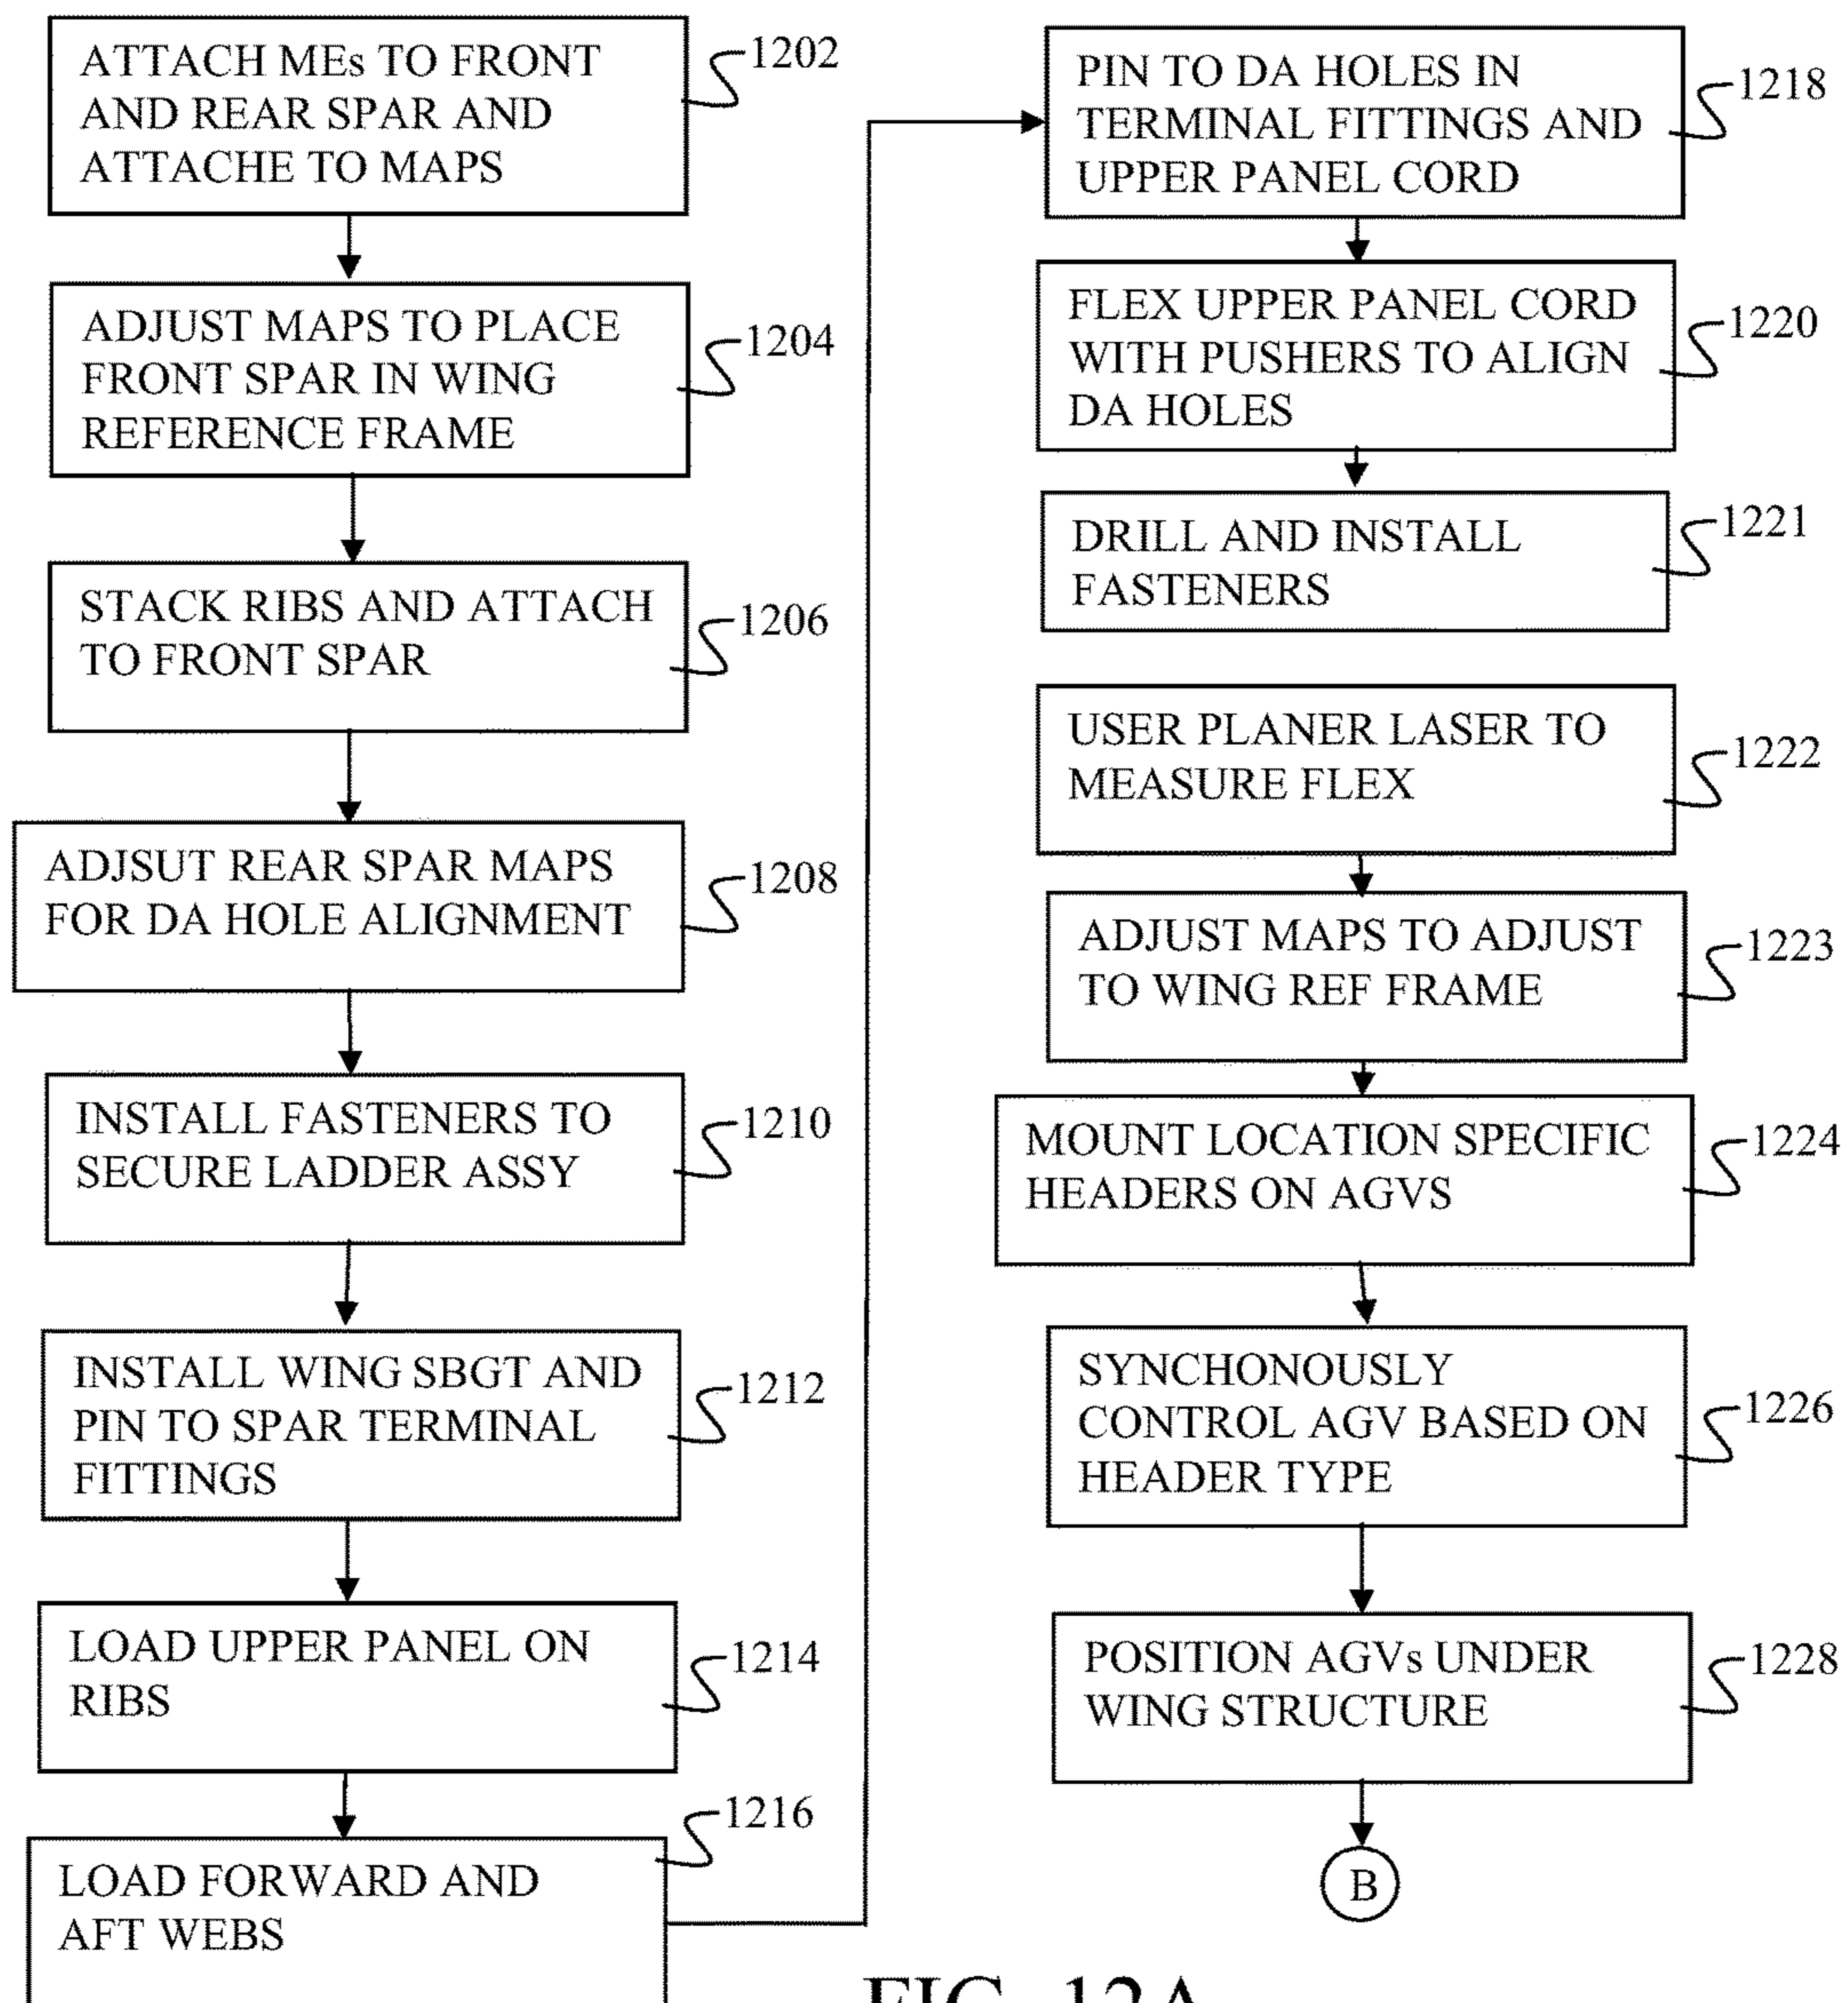 ATTACH MEs TO FRONT
AND REAR SPAR AND
ATTACHE TO MAPS
1202
ADJUST MAPS TO PLACE
FRONT SPAR IN WING
REFERENCE FRAME
1204
STACK RIBS AND ATTACH
TO FRONT SPAR
1206
ADJSUT REAR SPAR MAPS
FOR DA HOLE ALIGNMENT
1208
INSTALL FASTENERS TO
SECURE LADDER ASSY
1210
INSTALL WING SBGT AND
PIN TO SPAR TERMINAL
FITTINGS
1212
LOAD UPPER PANEL ON
RIBS
1214
LOAD FORWARD AND
AFT WEBS
1216
PIN TO DA HOLES IN
TERMINAL FITTINGS AND
UPPER PANEL CORD
1218
FLEX UPPER PANEL CORD
WITH PUSHERS TO ALIGN
DA HOLES
1220
DRILL AND INSTALL
FASTENERS
1221
USER PLANER LASER TO
MEASURE FLEX
1222
ADJUST MAPS TO ADJUST
TO WING REF FRAME
1223
MOUNT LOCATION SPECIFIC
HEADERS ON AGVS
1224
SYNCHONOUSLY
CONTROL AGV BASED ON
HEADER TYPE
1226
POSITION AGVs UNDER
WING STRUCTURE
1228
B
FIG. 12A